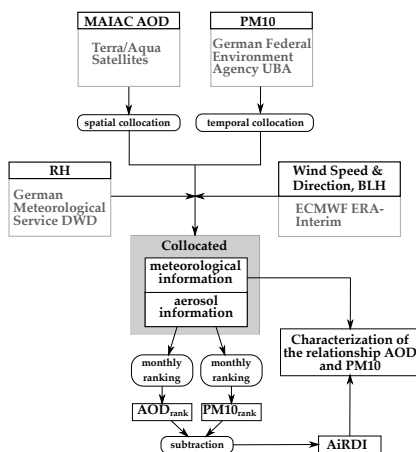 MAIAC AOD
Terra/Aqua
Satellites
PM10
German Federal
Environment
Agency UBA
spatial collocation
temporal collocation
RH
German
Meteorological
Service DWD
Wind Speed &
Direction, BLH
ECMWF ERA-
Interim
Collocated
meteorological
information
aerosol
information
Characterization of
the relationship AOD
and PM10
monthly
ranking
monthly
ranking
AODrank
PM10rank
subtraction
AiRDI